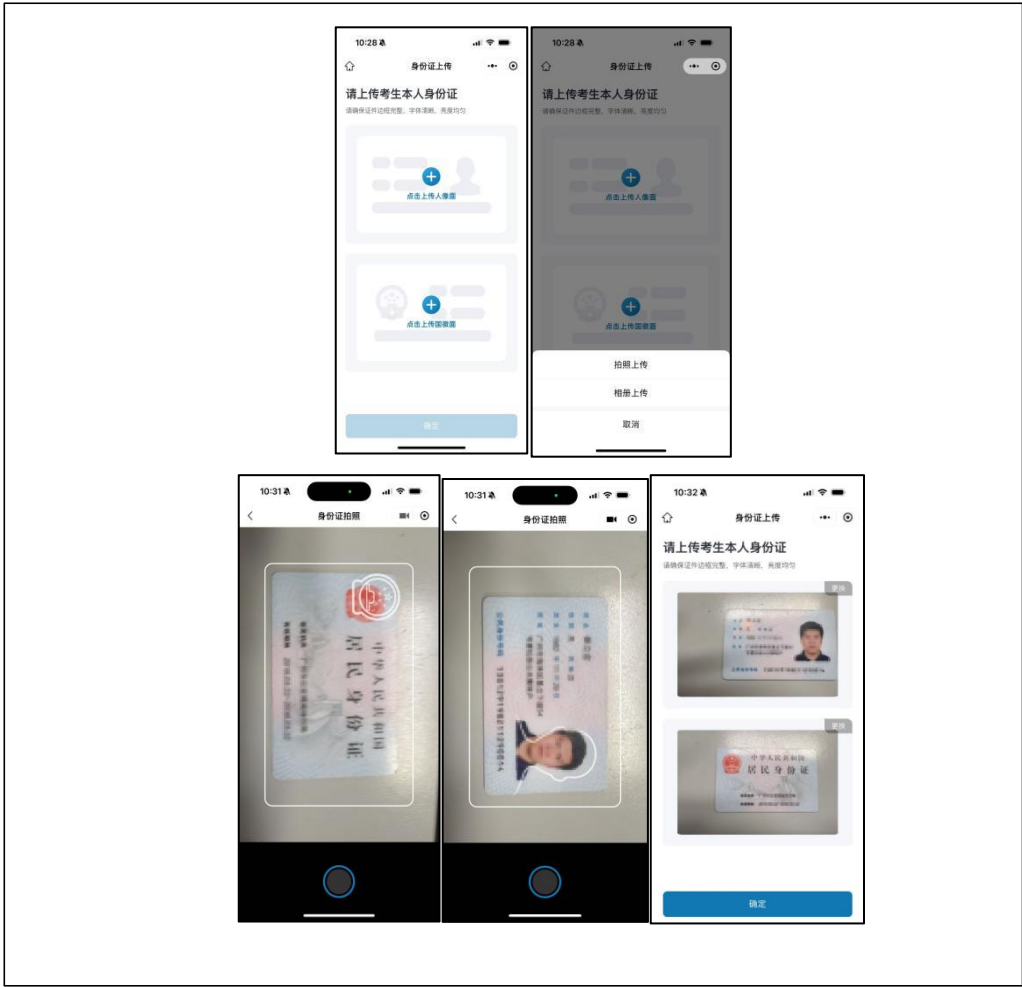 10:28
身份证上传
请上传考生本人身份证
请确保证件边框完整、字体清晰、亮度均匀
点击上传人像面
点击上传国徽面
确定
10:28
身份证上传
请上传考生本人身份证
请确保证件边框完整、字体清晰、亮度均匀
点击上传人像面
点击上传国徽面
拍照上传
相册上传
取消
10:31
身份证拍照
中华人民共和国
居民身份证
10:31
身份证拍照
公民身份号码
10:32
身份证上传
请上传考生本人身份证
请确保证件边框完整、字体清晰、亮度均匀
更换
更换
中华人民共和国
居民身份证
确定